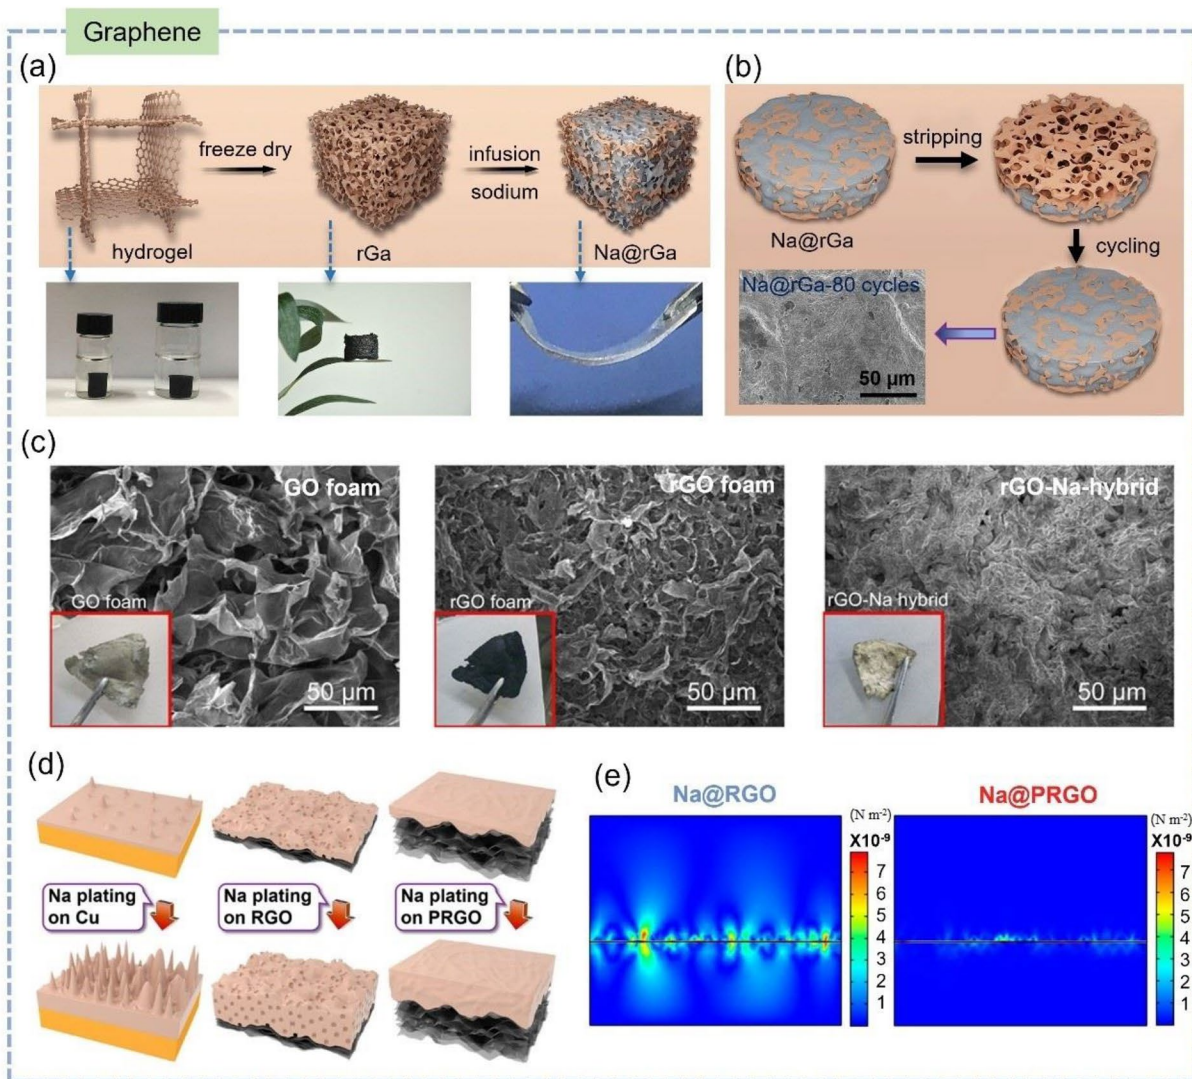 Graphene
(a)
freeze dry
infusion
sodium
hydrogel
rGa
Na@rGa
(b)
stripping
Na@rGa
cycling
Na@rGa-80 cycles
50 μm
(c)
GO foam
GO foam
50 μm
rGO foam
rGO foam
50 μm
rGO-Na-hybrid
rGO-Na hybrid
50 μm
(d)
Na plating
on Cu
Na plating
on RGO
Na plating
on PRGO
(e)
Na@RGO
(N m⁻²)
X10⁻⁹
7
6
5
4
3
2
1
Na@PRGO
(N m⁻²)
X10⁻⁹
7
6
5
4
3
2
1